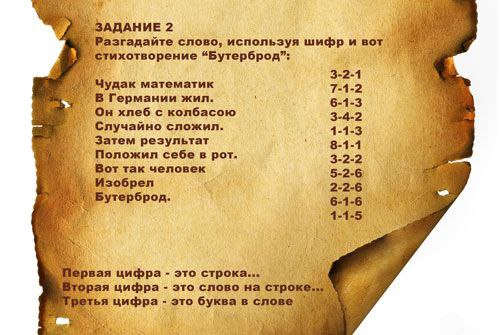 ЗАДАНИЕ 2
Разгадайте слово, используя шифр и вот
стихотворение “Бутерброд”:
Чудак математик
В Германии жил.
Он хлеб с колбасою
Случайно сложил.
Затем результат
Положил себе в рот.
Вот так человек
Изобрел
Бутерброд.
3-2-1
7-1-2
6-1-3
3-4-2
1-1-3
8-1-1
3-2-2
5-2-6
2-2-6
6-1-6
1-1-5
Первая цифра - это строка...
Вторая цифра - это слово на строке...
Третья цифра - это буква в слове